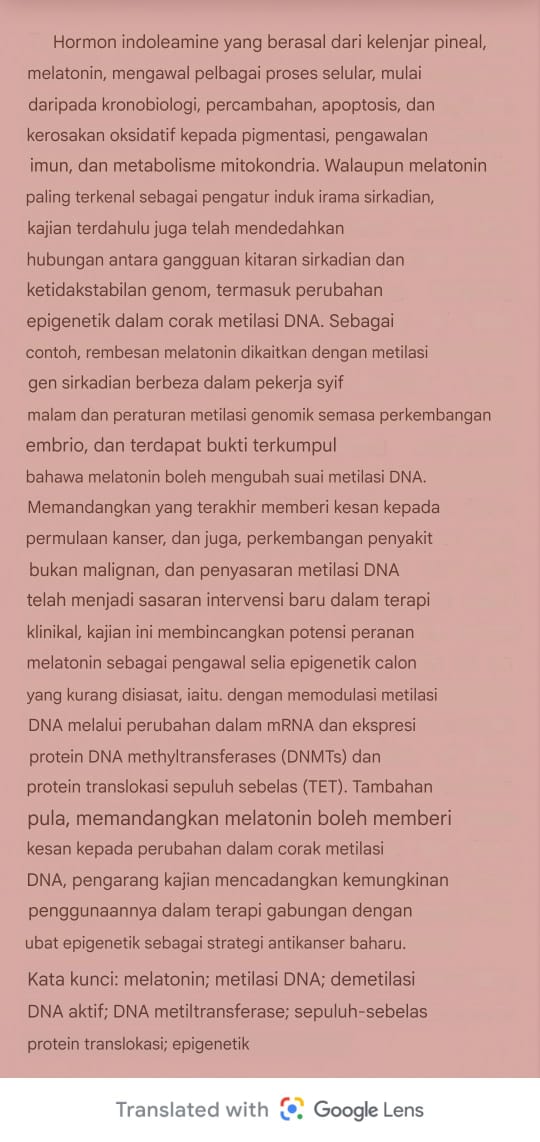 Hormon indoleamine yang berasal dari kelenjar pineal,
melatonin, mengawal pelbagai proses selular, mulai
daripada kronobiologi, percambahan, apoptosis, dan
kerosakan oksidatif kepada pigmentasi, pengawalan
imun, dan metabolisme mitokondria. Walaupun melatonin
paling terkenal sebagai pengatur induk irama sirkadian,
kajian terdahulu juga telah mendedahkan
hubungan antara gangguan kitaran sirkadian dan
ketidakstabilan genom, termasuk perubahan
epigenetik dalam corak metilasi DNA. Sebagai
contoh, rembesan melatonin dikaitkan dengan metilasi
gen sirkadian berbeza dalam pekerja syif
malam dan peraturan metilasi genomik semasa perkembangan
embrio, dan terdapat bukti terkumpul
bahawa melatonin boleh mengubah suai metilasi DNA.
Memandangkan yang terakhir memberi kesan kepada
permulaan kanser, dan juga, perkembangan penyakit
bukan malignan, dan penyasaran metilasi DNA
telah menjadi sasaran intervensi baru dalam terapi
klinikal, kajian ini membincangkan potensi peranan
melatonin sebagai pengawal selia epigenetik calon
yang kurang disiasat, iaitu. dengan memodulasi metilasi
DNA melalui perubahan dalam mRNA dan ekspresi
protein DNA methyltransferases (DNMTs) dan
protein translokasi sepuluh sebelas (TET). Tambahan
pula, memandangkan melatonin boleh memberi
kesan kepada perubahan dalam corak metilasi
DNA, pengarang kajian mencadangkan kemungkinan
penggunaannya dalam terapi gabungan dengan
ubat epigenetik sebagai strategi antikanser baharu.
Kata kunci: melatonin; metilasi DNA; demetilasi
DNA aktif; DNA metiltransferase; sepuluh-sebelas
protein translokasi; epigenetik
Translated with Google Lens